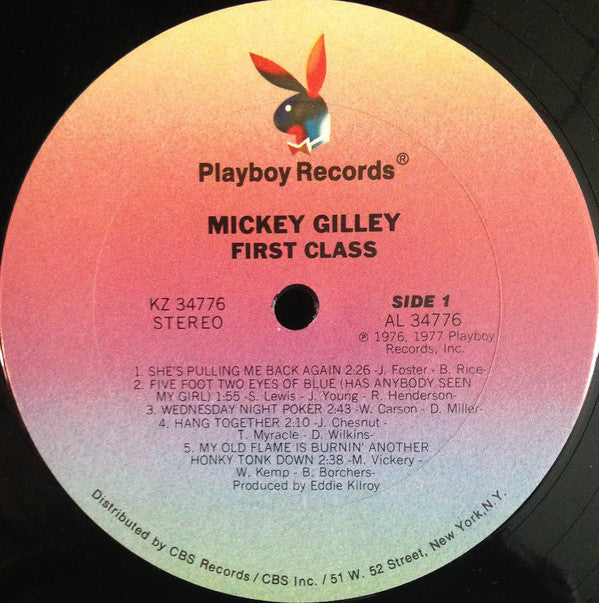 Playboy Records®
MICKEY GILLEY
FIRST CLASS
KZ 34776
STEREO
SIDE 1
AL 34776
℗ 1976, 1977 Playboy
Records, Inc.
1. SHE'S PULLING ME BACK AGAIN 2:26 -J. Foster - B. Rice-
2. FIVE FOOT TWO EYES OF BLUE (HAS ANYBODY SEEN
MY GIRL) 1:55 -S. Lewis - J. Young - R. Henderson-
3. WEDNESDAY NIGHT POKER 2:43 -W. Carson - D. Miller-
4. HANG TOGETHER 2:10 -J. Chesnut -
T. Myracle - D. Wilkins-
5. MY OLD FLAME IS BURNIN' ANOTHER
HONKY TONK DOWN 2:38 -M. Vickery -
W. Kemp - B. Borchers-
Produced by Eddie Kilroy
Distributed by CBS Records / CBS Inc. / 51 W. 52 Street, New York, N.Y.